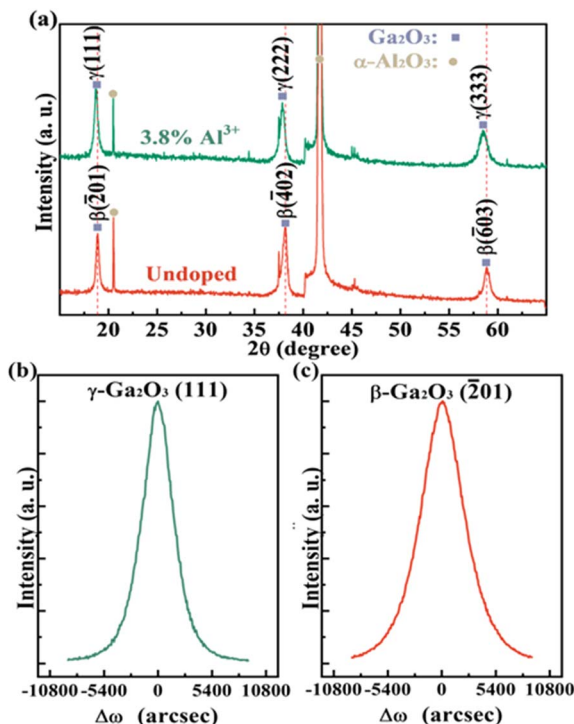 (a)
Ga₂O₃:
α-Al₂O₃:
γ(111)
γ(222)
γ(333)
3.8% Al³⁺
β(2̅01)
β(4̅02)
β(6̅03)
Undoped
Intensity (a. u.)
20 25 30 35 40 45 50 55 60
2θ (degree)
(b)
γ-Ga₂O₃ (111)
Intensity (a. u.)
-10800 -5400 0 5400 10800
Δω (arcsec)
(c)
β-Ga₂O₃ (2̅01)
Intensity (a. u.)
-10800 -5400 0 5400 10800
Δω (arcsec)